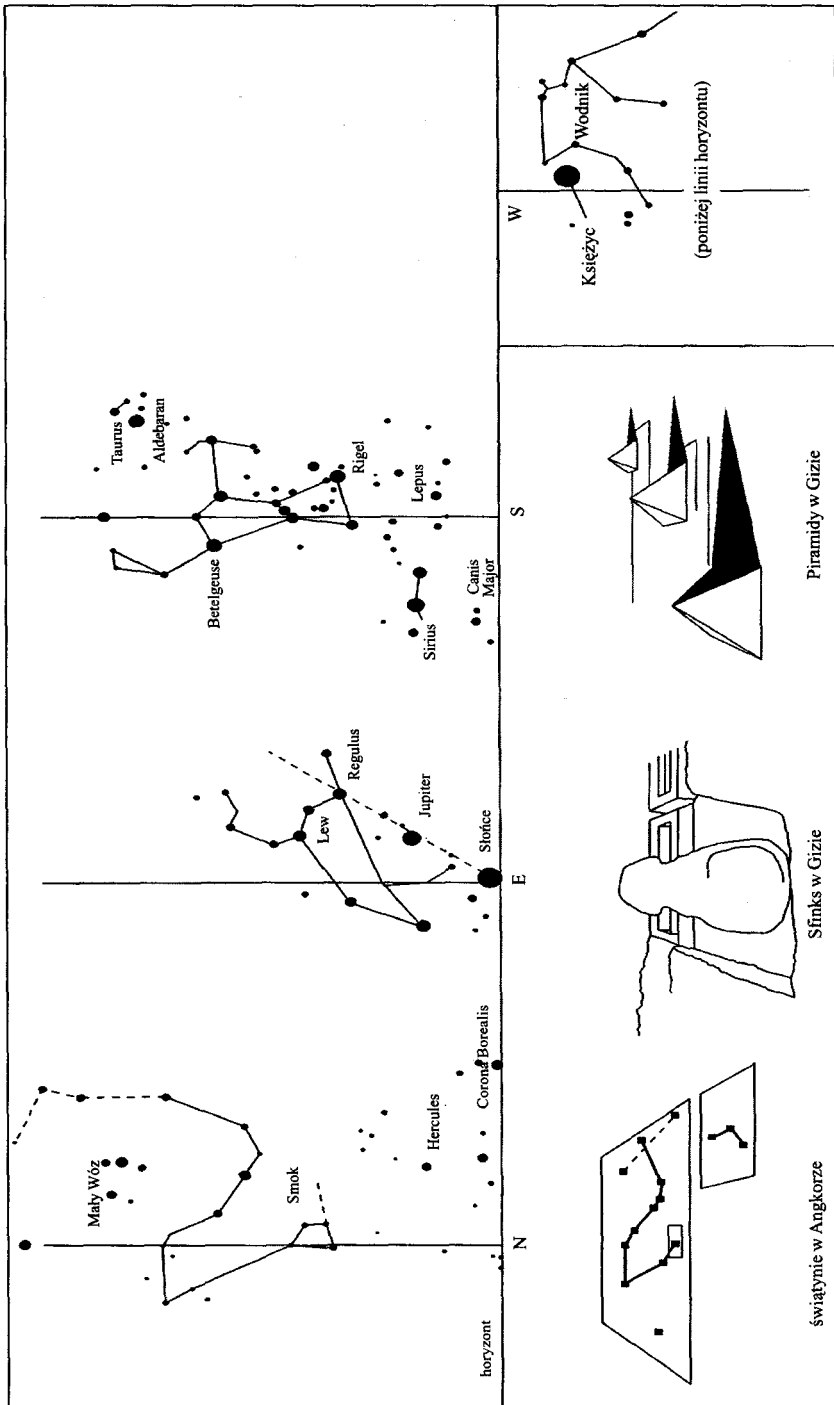 Mały Wóz
Smok
Hercules
Corona Borealis
horyzont
N
Lew
Regulus
Jupiter
Słońce
E
Taurus
Aldebaran
Betelgeuse
Rigel
Lepus
Sirius
Canis
Major
S
W
Wodnik
Księżyc
(poniżej linii horyzontu)
świątynie w Angkorze
Sfinks w Gizie
Piramidy w Gizie